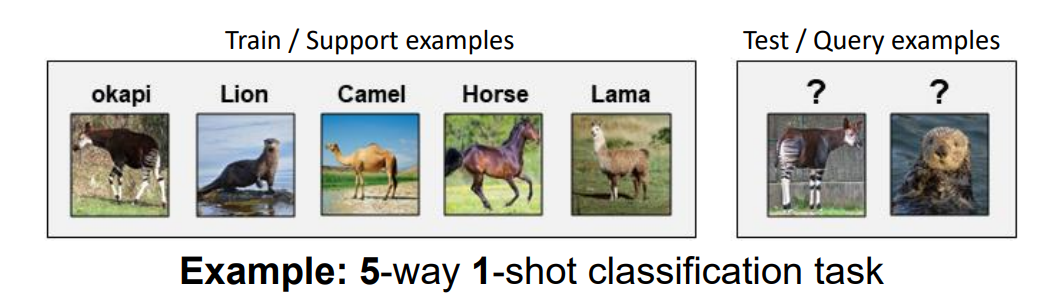 Train / Support examples
Test / Query examples
okapi Lion Camel Horse Lama
? ?
Example: 5-way 1-shot classification task